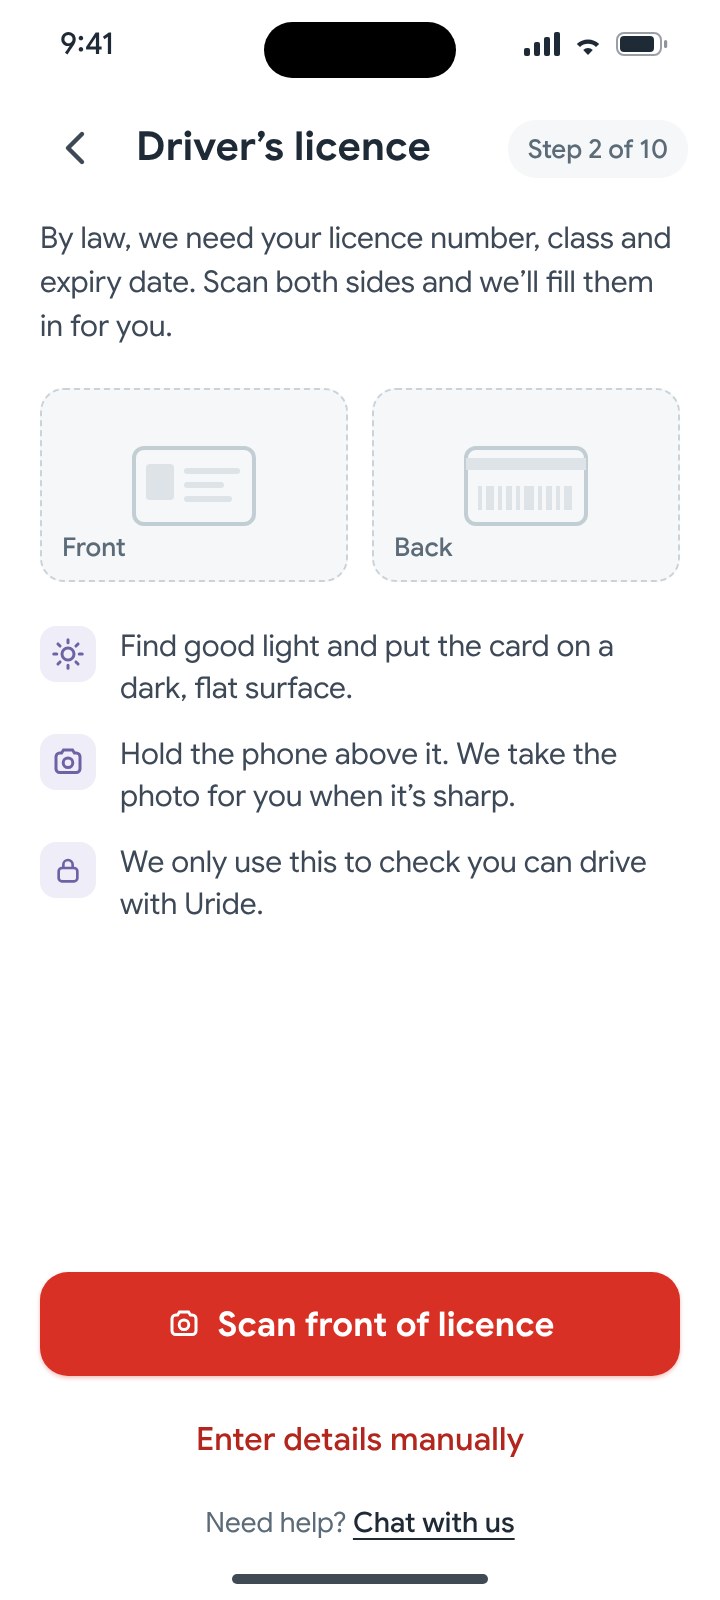 9:41
Driver’s licence
Step 2 of 10
By law, we need your licence number, class and
expiry date. Scan both sides and we’ll fill them
in for you.
Front
Back
Find good light and put the card on a
dark, flat surface.
Hold the phone above it. We take the
photo for you when it’s sharp.
We only use this to check you can drive
with Uride.
Scan front of licence
Enter details manually
Need help? Chat with us